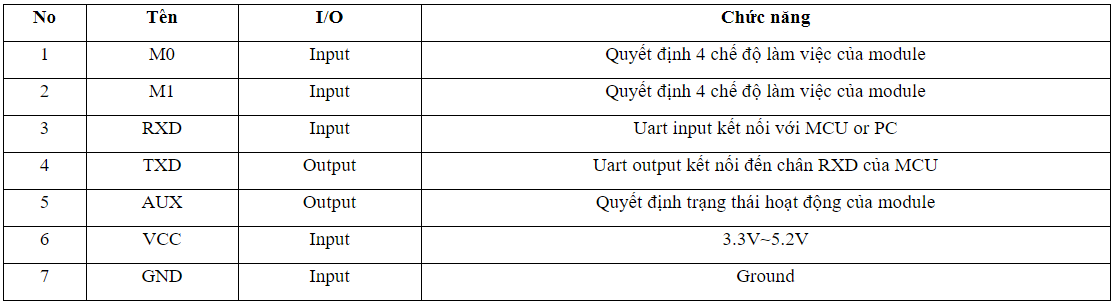 No Tên I/O Chức năng
1 M0 Input Quyết định 4 chế độ làm việc của module
2 M1 Input Quyết định 4 chế độ làm việc của module
3 RXD Input Uart input kết nối với MCU or PC
4 TXD Output Uart output kết nối đến chân RXD của MCU
5 AUX Output Quyết định trạng thái hoạt động của module
6 VCC Input 3.3V~5.2V
7 GND Input Ground